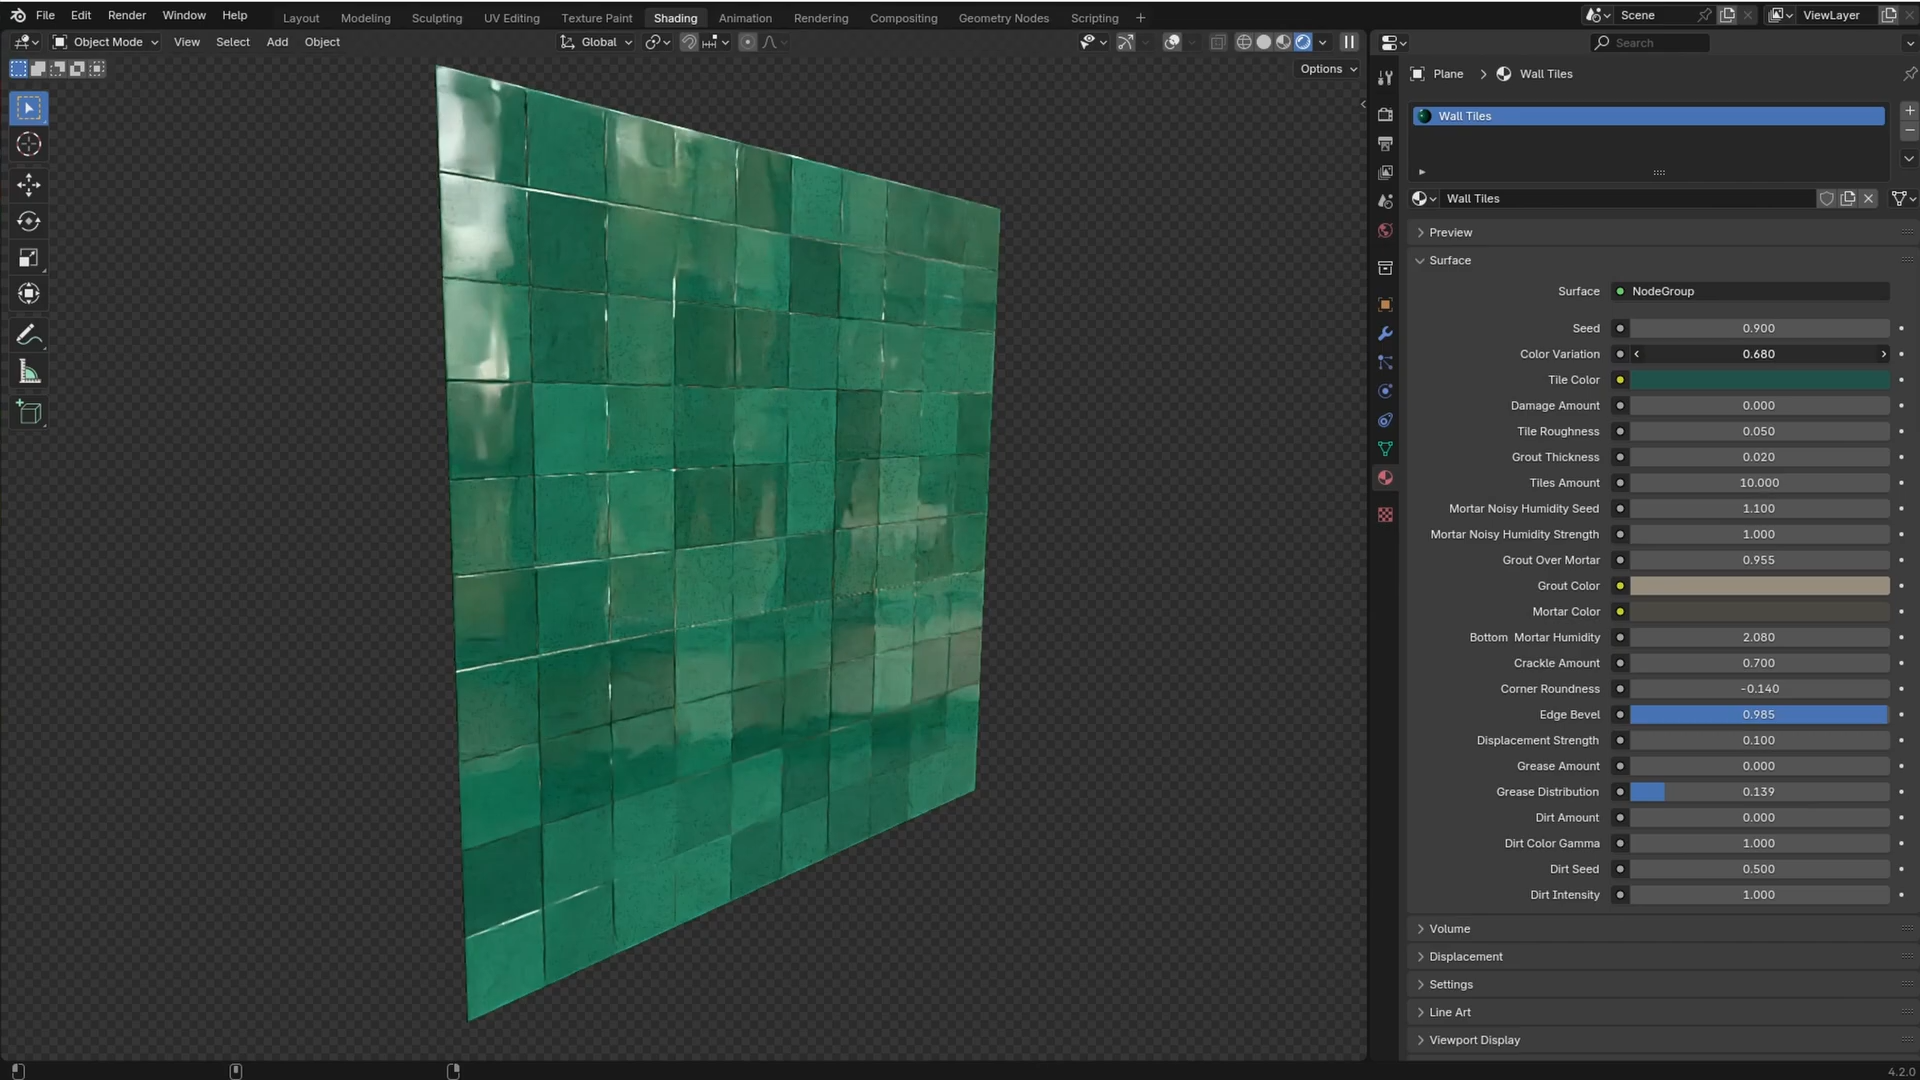 File Edit Render Window Help Layout Modeling Sculpting UV Editing Texture Paint Shading Animation Rendering Compositing Geometry Nodes Scripting + Scene ViewLayer
Object Mode View Select Add Object Global Search
Options
Plane > Wall Tiles
Wall Tiles
Wall Tiles
Preview
Surface
Surface NodeGroup
Seed 0.900
Color Variation 0.680
Tile Color
Damage Amount 0.000
Tile Roughness 0.050
Grout Thickness 0.020
Tiles Amount 10.000
Mortar Noisy Humidity Seed 1.100
Mortar Noisy Humidity Strength 1.000
Grout Over Mortar 0.955
Grout Color
Mortar Color
Bottom Mortar Humidity 2.080
Crackle Amount 0.700
Corner Roundness -0.140
Edge Bevel 0.985
Displacement Strength 0.100
Grease Amount 0.000
Grease Distribution 0.139
Dirt Amount 0.000
Dirt Color Gamma 1.000
Dirt Seed 0.500
Dirt Intensity 1.000
Volume
Displacement
Settings
Line Art
Viewport Display
4.2.0